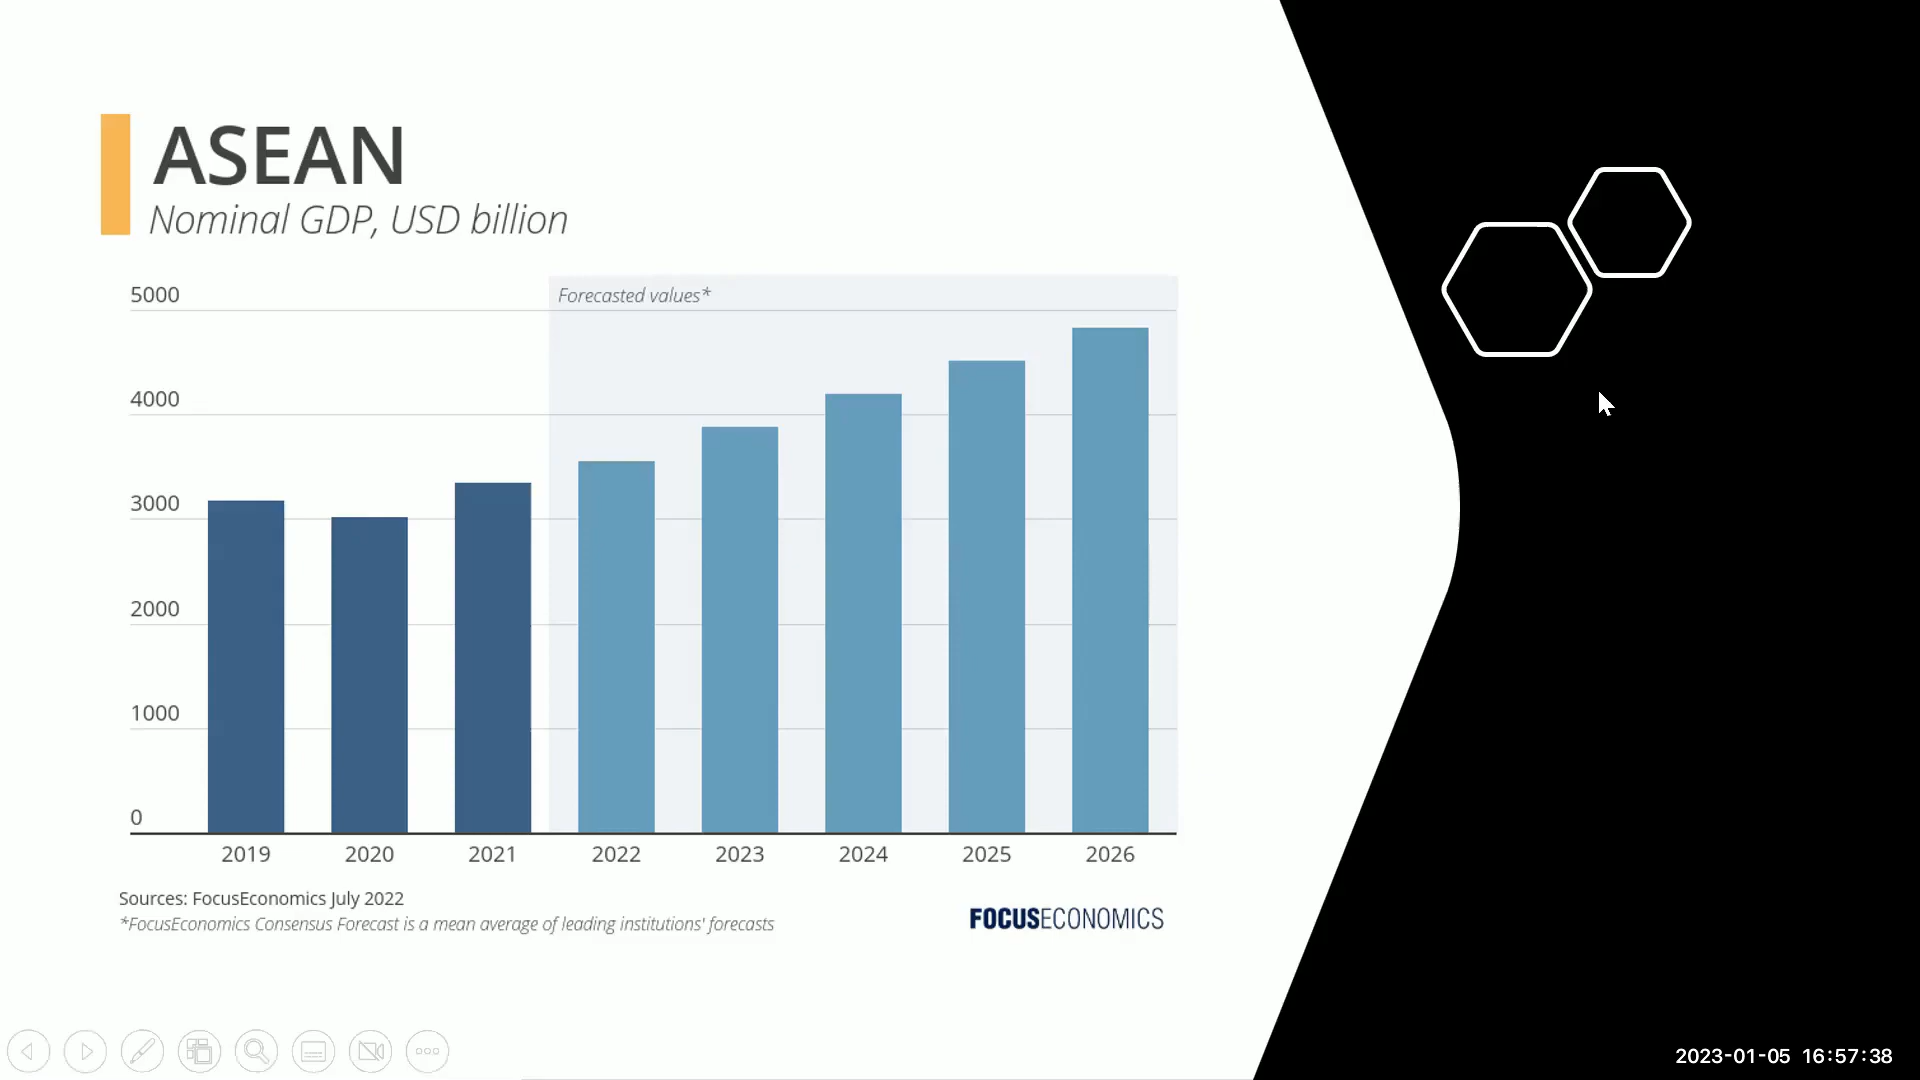 ASEAN
Nominal GDP, USD billion
5000
Forecasted values*
4000
3000
2000
1000
0
2019 2020 2021 2022 2023 2024 2025 2026
Sources: FocusEconomics July 2022
*FocusEconomics Consensus Forecast is a mean average of leading institutions' forecasts
FOCUSECONOMICS
2023-01-05 16:57:38